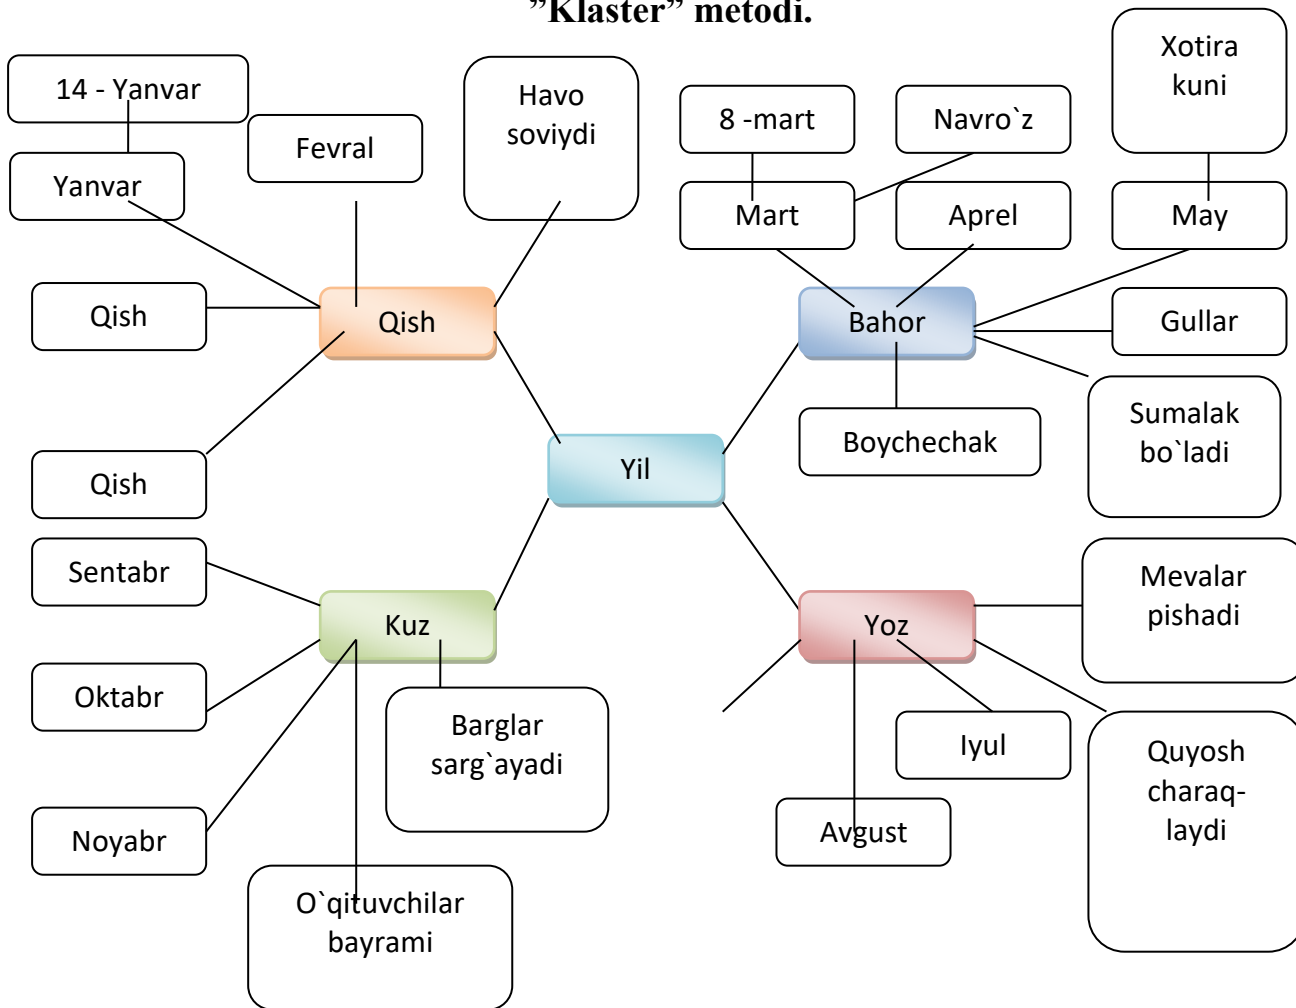 ”Klaster” metodi.
14 - Yanvar
Yanvar
Fevral
Havo
soviydi
8 -mart
Navro`z
Xotira
kuni
Mart
Aprel
May
Qish
Qish
Bahor
Gullar
Qish
Yil
Boychechak
Sumalak
bo`ladi
Sentabr
Kuz
Yoz
Mevalar
pishadi
Oktabr
Barglar
sarg`ayadi
Iyul
Quyosh
charaq-
laydi
Noyabr
Avgust
O`qituvchilar
bayrami